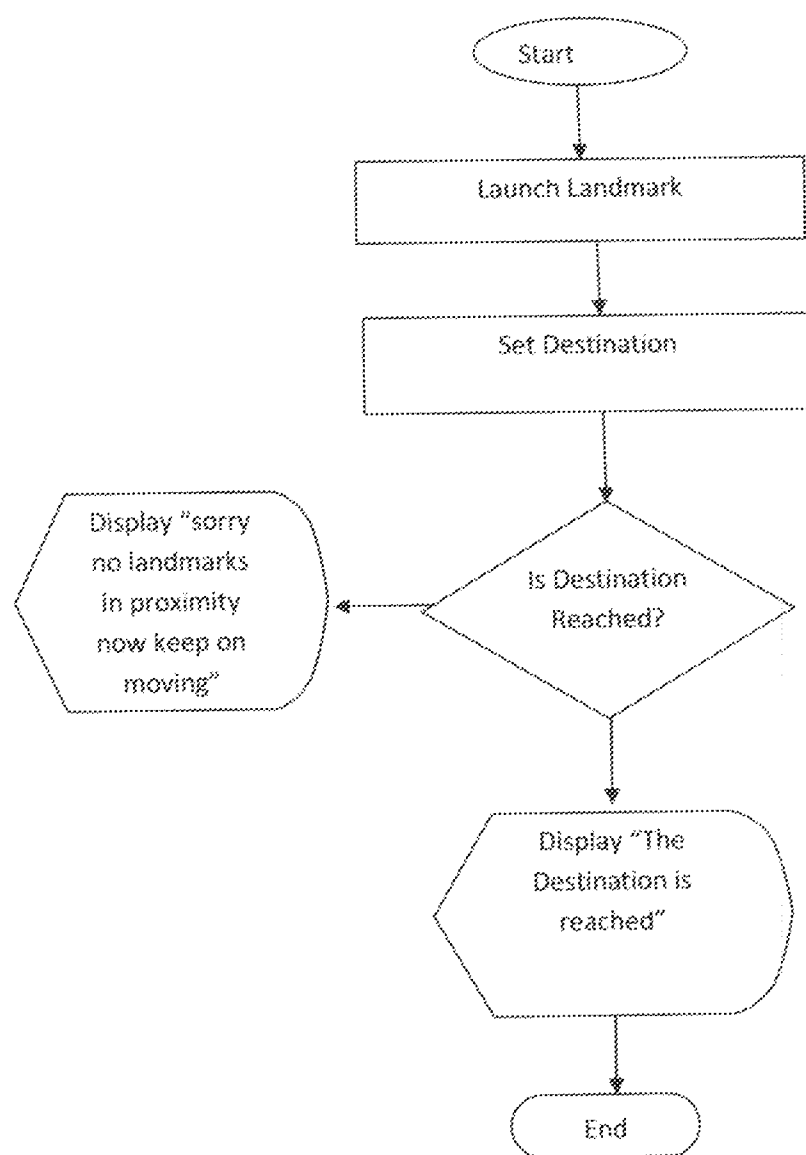 Start
Launch Landmark
Set Destination
Is Destination
Reached?
Display “sorry
no landmarks
in proximity
now keep on
moving”
Display “The
Destination is
reached”
End